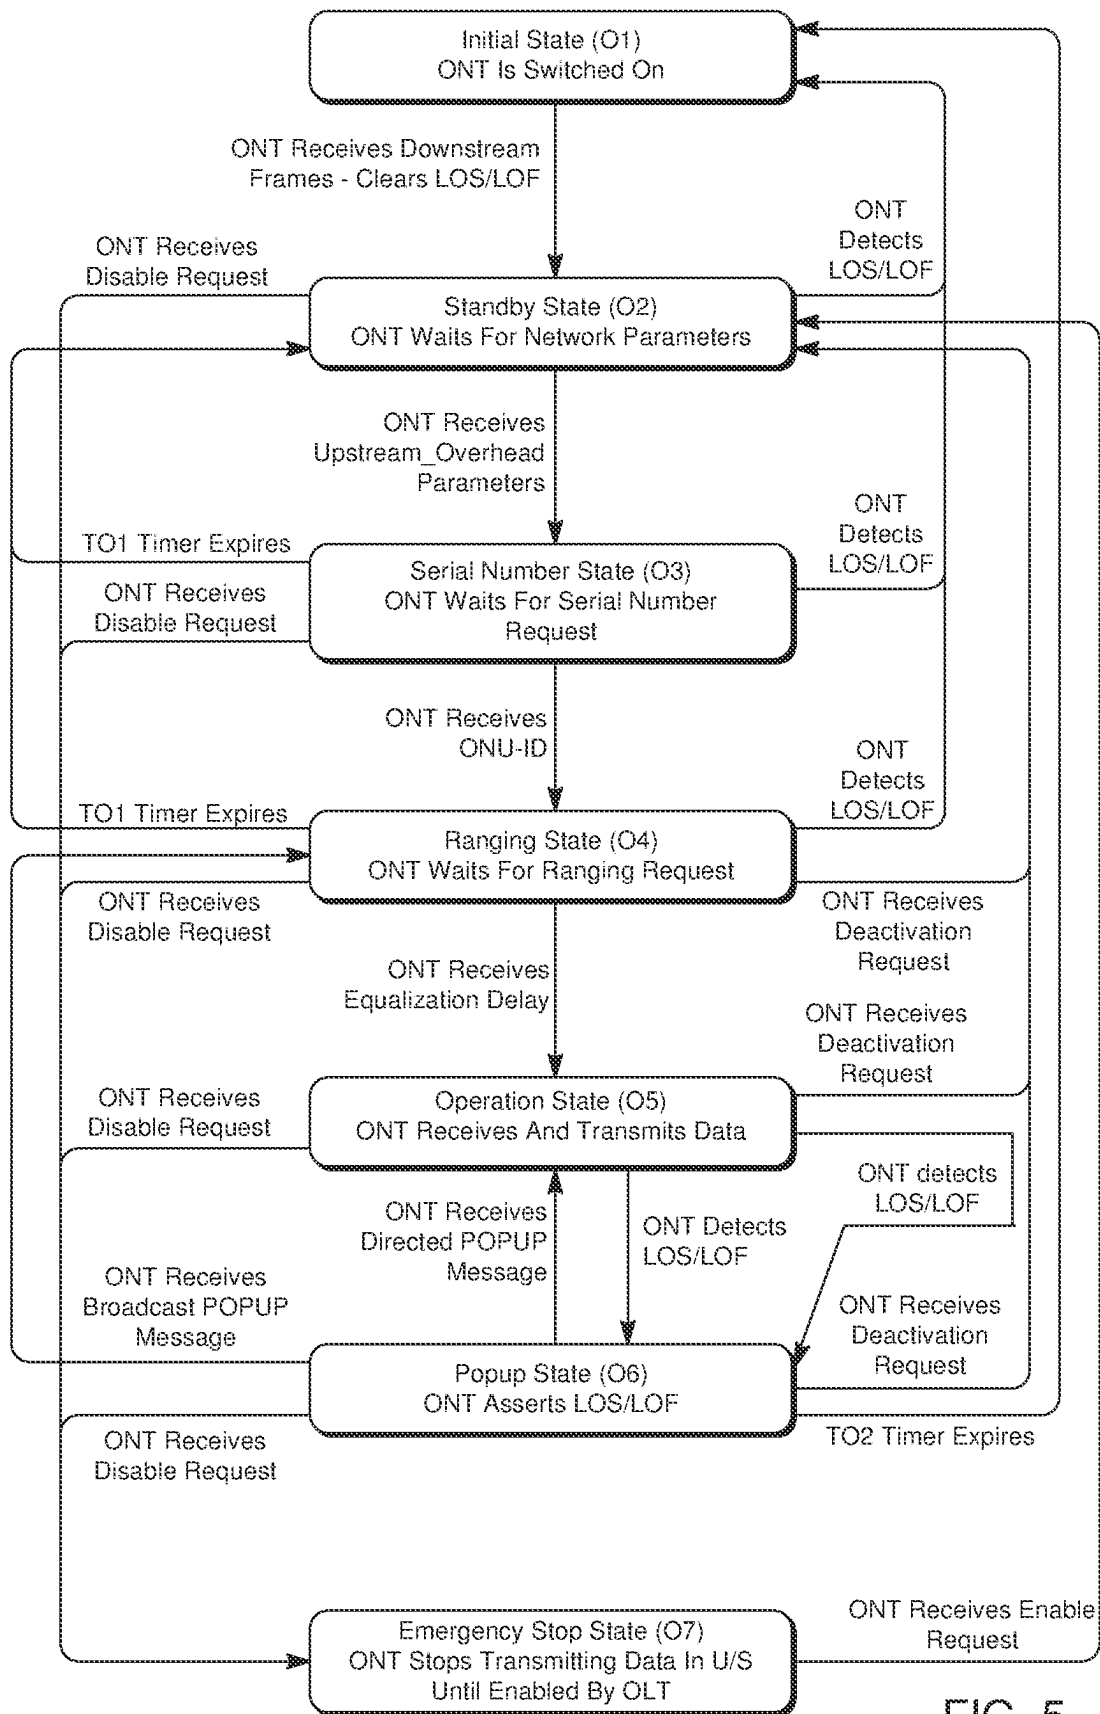 Initial State (O1)
ONT Is Switched On
ONT Receives Downstream
Frames - Clears LOS/LOF
ONT
Detects
LOS/LOF
ONT Receives
Disable Request
Standby State (O2)
ONT Waits For Network Parameters
ONT Receives
Upstream_Overhead
Parameters
ONT
Detects
LOS/LOF
TO1 Timer Expires
Serial Number State (O3)
ONT Waits For Serial Number
Request
ONT Receives
Disable Request
ONT Receives
ONU-ID
ONT
Detects
LOS/LOF
TO1 Timer Expires
Ranging State (O4)
ONT Waits For Ranging Request
ONT Receives
Disable Request
ONT Receives
Deactivation
Request
ONT Receives
Equalization Delay
ONT Receives
Deactivation
Request
ONT Receives
Disable Request
Operation State (O5)
ONT Receives And Transmits Data
ONT detects
LOS/LOF
ONT Receives
Directed POPUP
Message
ONT Detects
LOS/LOF
ONT Receives
Broadcast POPUP
Message
ONT Receives
Deactivation
Request
Popup State (O6)
ONT Asserts LOS/LOF
ONT Receives
Disable Request
TO2 Timer Expires
ONT Receives Enable
Request
Emergency Stop State (O7)
ONT Stops Transmitting Data In U/S
Until Enabled By OLT
FIG. 5